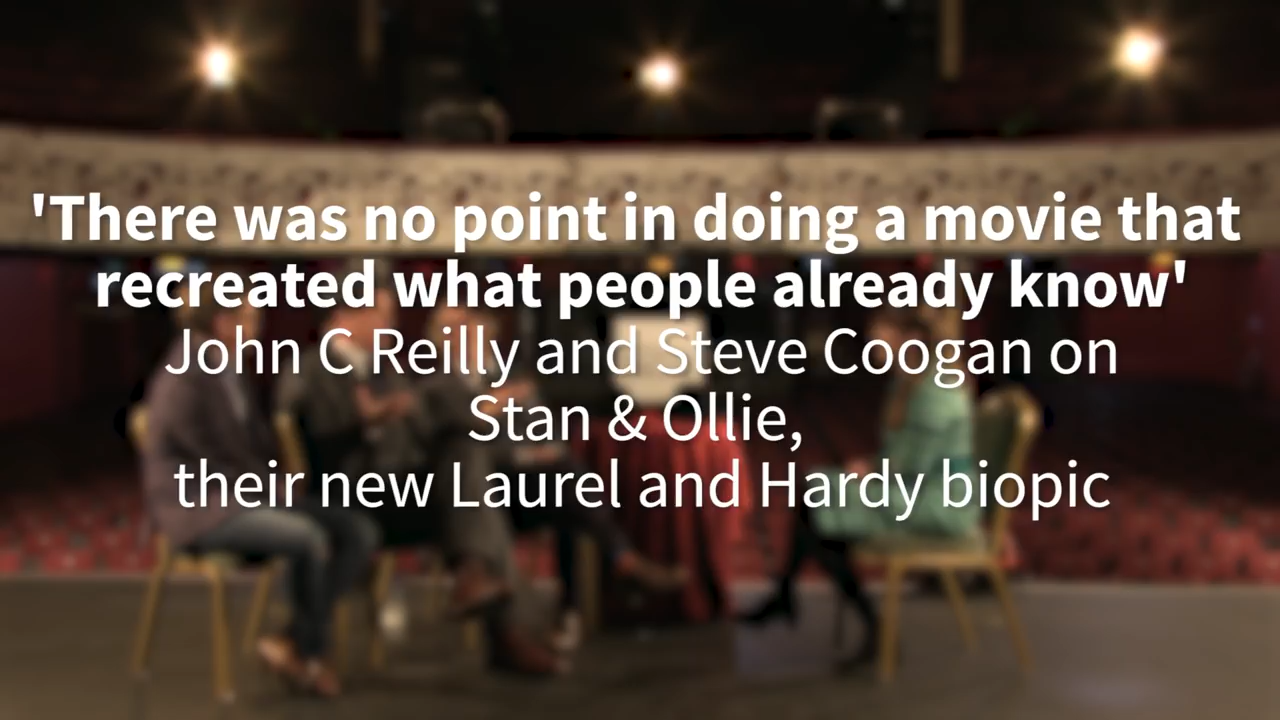 'There was no point in doing a movie that
recreated what people already know'
John C Reilly and Steve Coogan on
Stan & Ollie,
their new Laurel and Hardy biopic